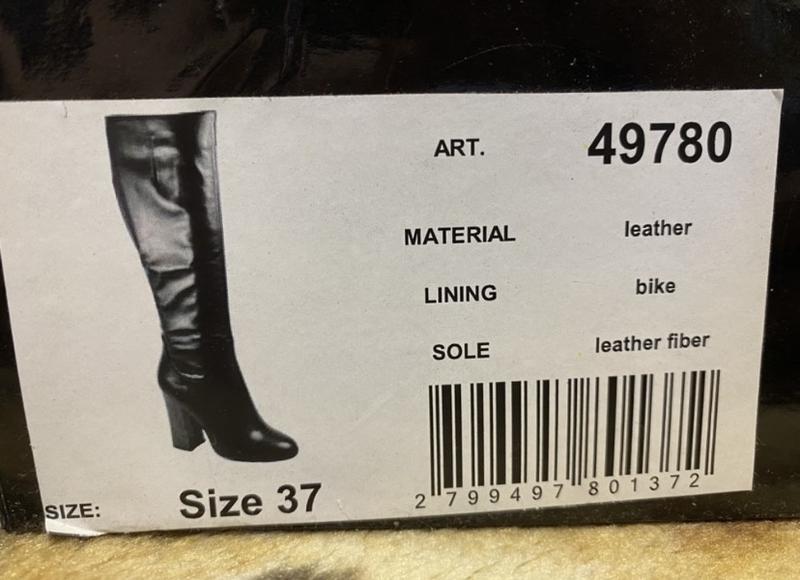 ART. 49780
MATERIAL leather
LINING bike
SOLE leather fiber
2 799497 801372
SIZE: Size 37